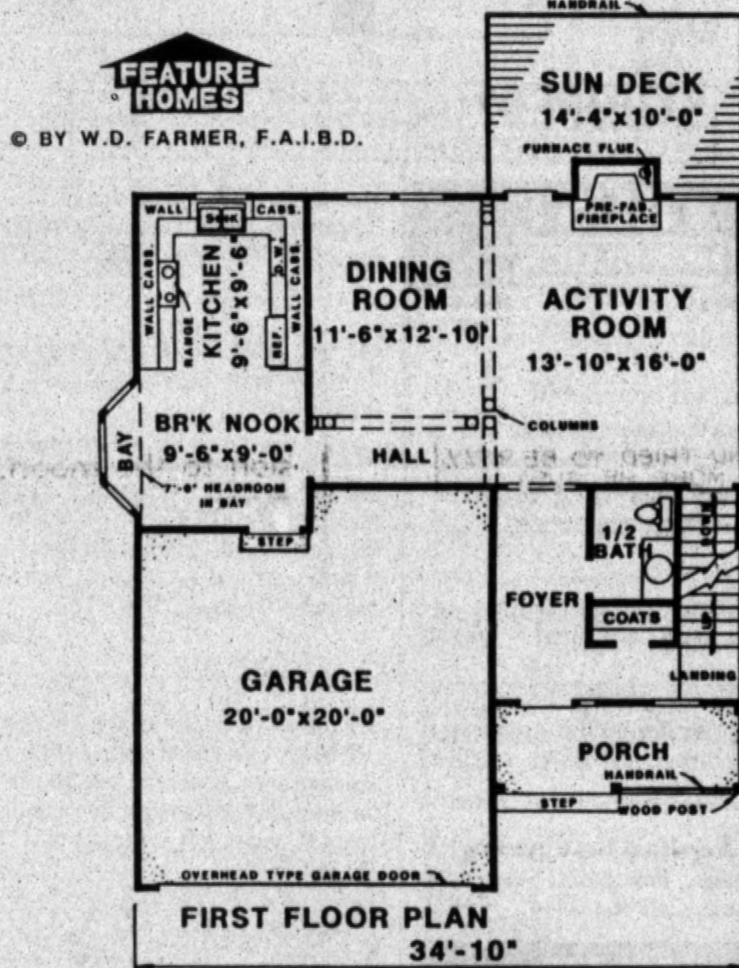 HANDRAIL
FEATURE
HOMES
© BY W.D. FARMER, F.A.I.B.D.
SUN DECK
14'-4"x10'-0"
FURNACE FLUE
PRE-FAB.
FIREPLACE
WALL
SINK
CABS.
WALL CABS.
RANGE
KITCHEN
9'-6"x9'-6"
D.W.
REF.
WALL CABS.
DINING
ROOM
11'-6"x12'-10"
ACTIVITY
ROOM
13'-10"x16'-0"
COLUMNS
BR'K NOOK
9'-6"x9'-0"
BAY
7'-6" HEADROOM
IN BAY
HALL
STEP
1/2
BATH
DOWN
UP
FOYER
COATS
LANDING
GARAGE
20'-0"x20'-0"
PORCH
HANDRAIL
STEP
WOOD POST
OVERHEAD TYPE GARAGE DOOR
FIRST FLOOR PLAN
34'-10"